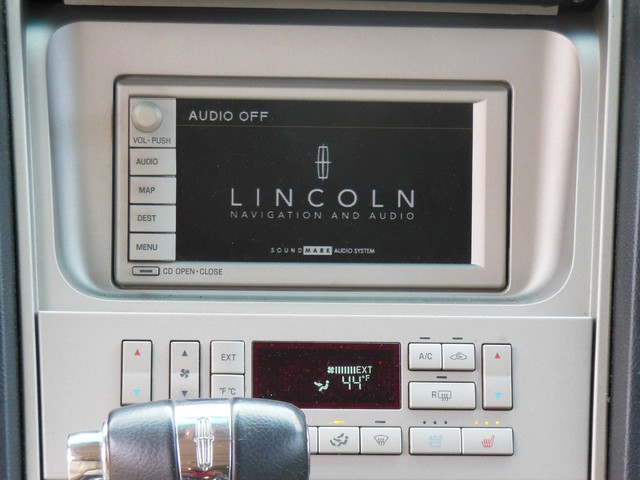 AUDIO OFF
VOL•PUSH
AUDIO
MAP
DEST
MENU
LINCOLN
NAVIGATION AND AUDIO
SOUNDMARK AUDIO SYSTEM
CD OPEN•CLOSE
EXT
EXT
44°F
°F °C
A/C
R